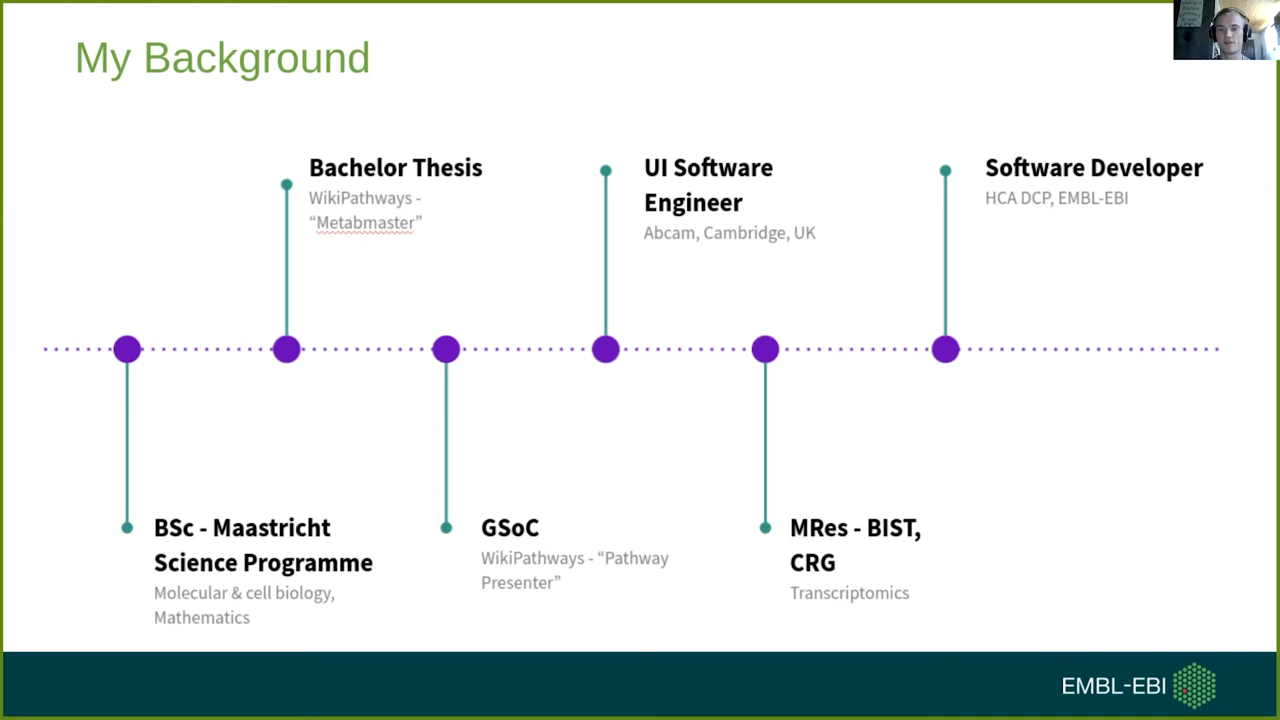 My Background
Bachelor Thesis
WikiPathways -
“Metabmaster”
UI Software
Engineer
Abcam, Cambridge, UK
Software Developer
HCA DCP, EMBL-EBI
BSc - Maastricht
Science Programme
Molecular & cell biology,
Mathematics
GSoC
WikiPathways - “Pathway
Presenter”
MRes - BIST,
CRG
Transcriptomics
EMBL-EBI